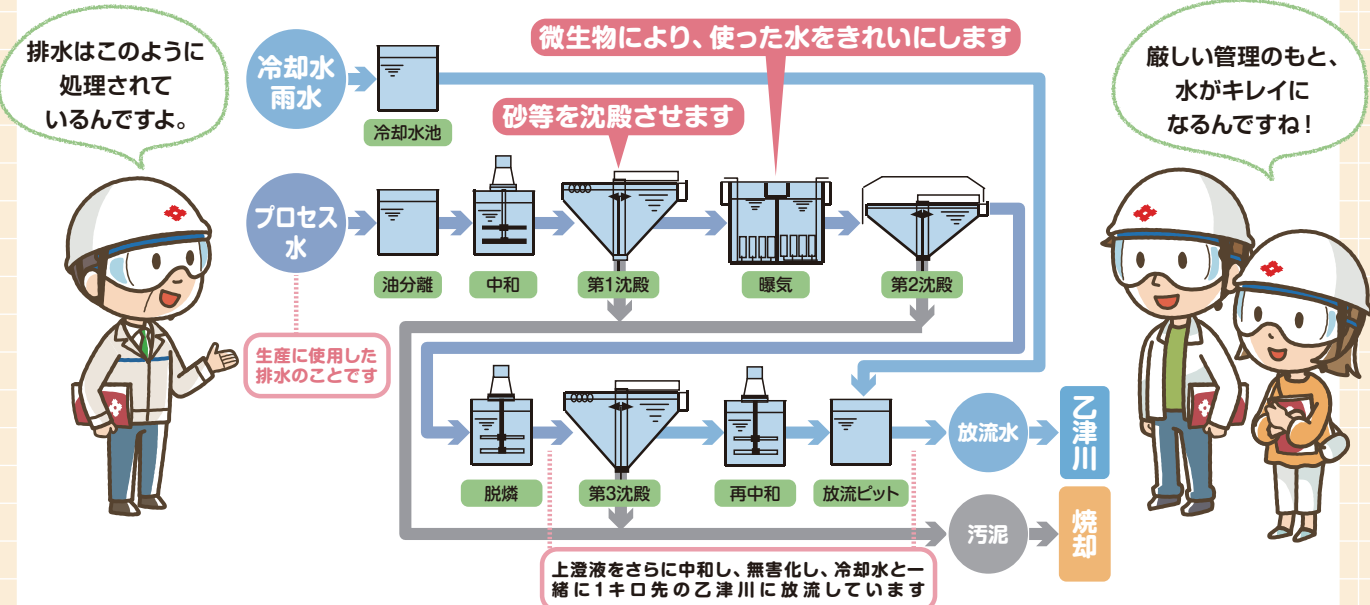 排水はこのように
処理されて
いるんですよ。
冷却水
雨水
冷却水池
微生物により、使った水をきれいにします
砂等を沈殿させます
厳しい管理のもと、
水がキレイに
なるんですね！
プロセス
水
油分離
中和
第1沈殿
曝気
第2沈殿
生産に使用した
排水のことです
脱燐
第3沈殿
再中和
放流ピット
放流水
乙津川
汚泥
焼却
上澄液をさらに中和し、無害化し、冷却水と一
緒に1キロ先の乙津川に放流しています